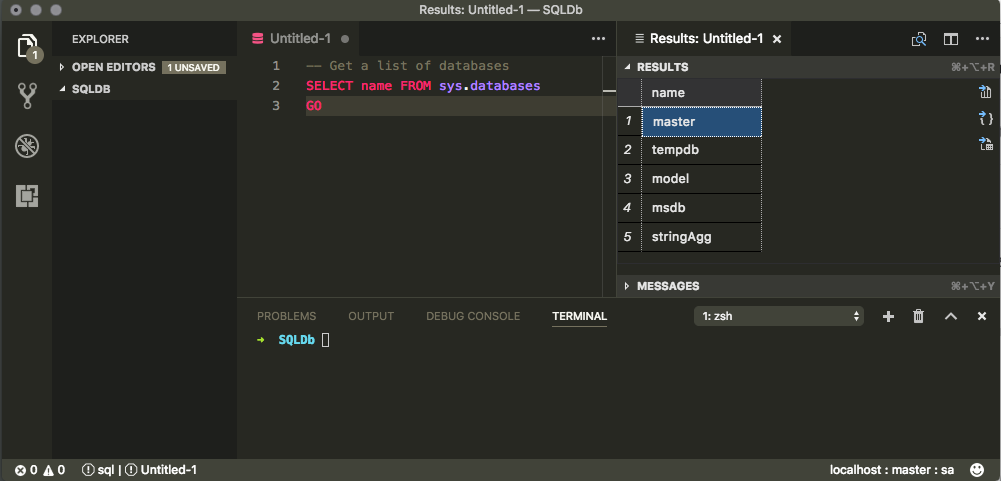 Results: Untitled-1 — SQLDb
1
EXPLORER
OPEN EDITORS 1 UNSAVED
SQLDB
Untitled-1
1 -- Get a list of databases
2 SELECT name FROM sys.databases
3 GO
Results: Untitled-1
RESULTS ⌘+⌥+R
name
1 master
2 tempdb
3 model
4 msdb
5 stringAgg
MESSAGES ⌘+⌥+Y
PROBLEMS OUTPUT DEBUG CONSOLE TERMINAL 1: zsh
→ SQLDb
0 0 sql | Untitled-1 localhost : master : sa